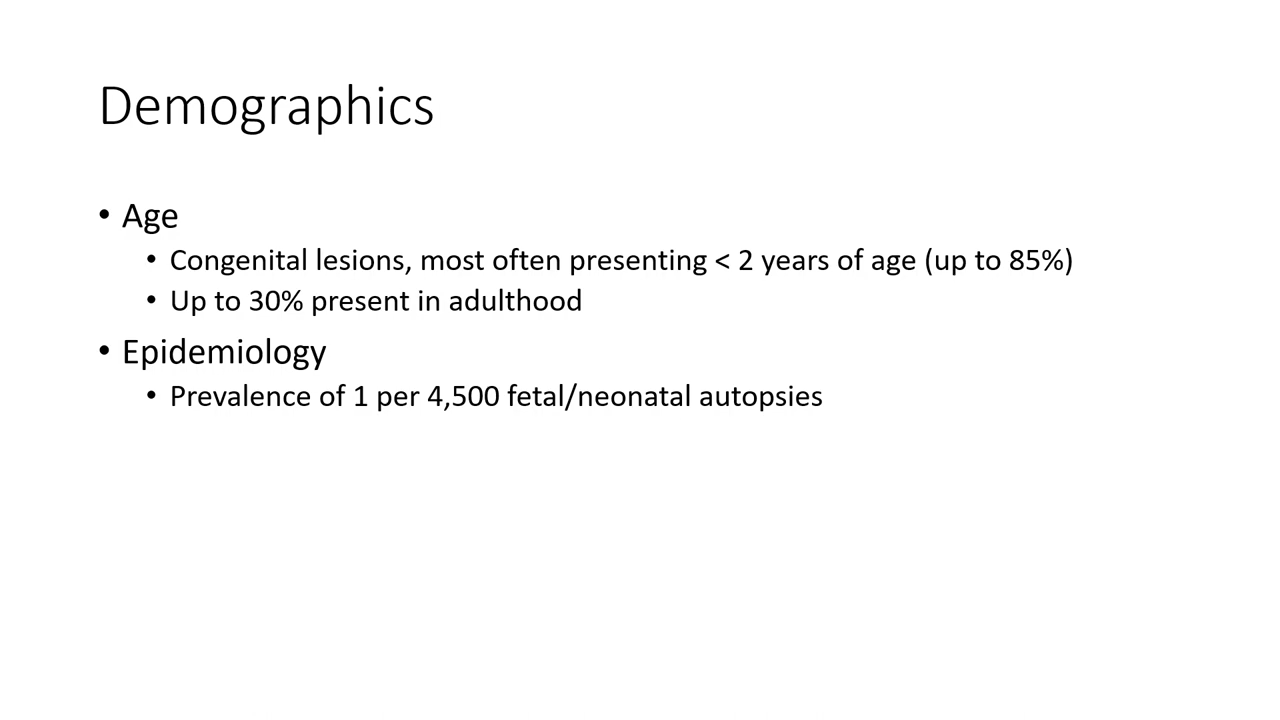 Demographics
• Age
• Congenital lesions, most often presenting < 2 years of age (up to 85%)
• Up to 30% present in adulthood
• Epidemiology
• Prevalence of 1 per 4,500 fetal/neonatal autopsies